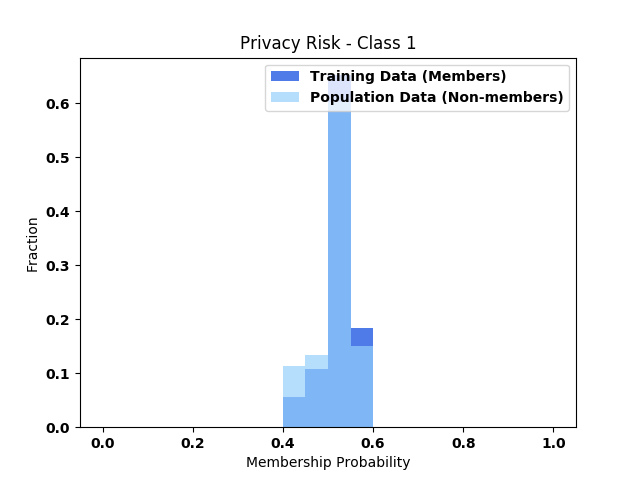 Privacy Risk - Class 1
Training Data (Members)
Population Data (Non-members)
0.6
0.5
0.4
0.3
0.2
0.1
0.0
Fraction
0.0 0.2 0.4 0.6 0.8 1.0
Membership Probability